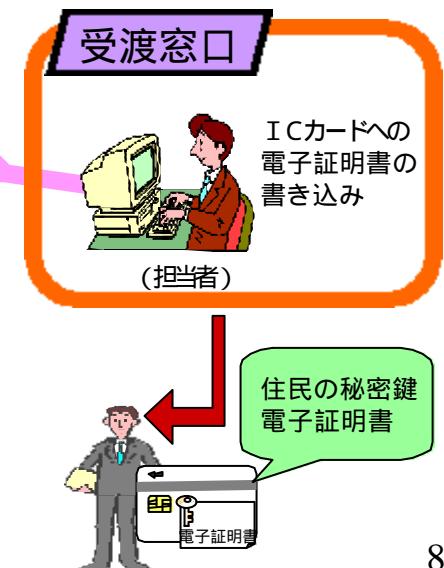 受渡窓口
ＩＣカードへの
電子証明書の
書き込み
(担当者)
住民の秘密鍵
電子証明書
電子証明書
8